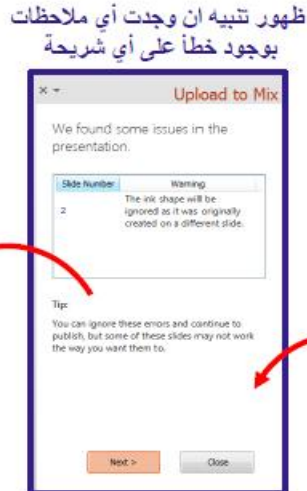 ظهور تنبيه ان وجدت أي ملاحظات
بوجود خطأ على أي شريحة
Upload to Mix
We found some issues in the
presentation.
Slide Number Warning
2 The ink shape will be
ignored as it was originally
created on a different slide.
Tip:
You can ignore these errors and continue to
publish, but some of these slides may not work
the way you want them to.
Next > Close